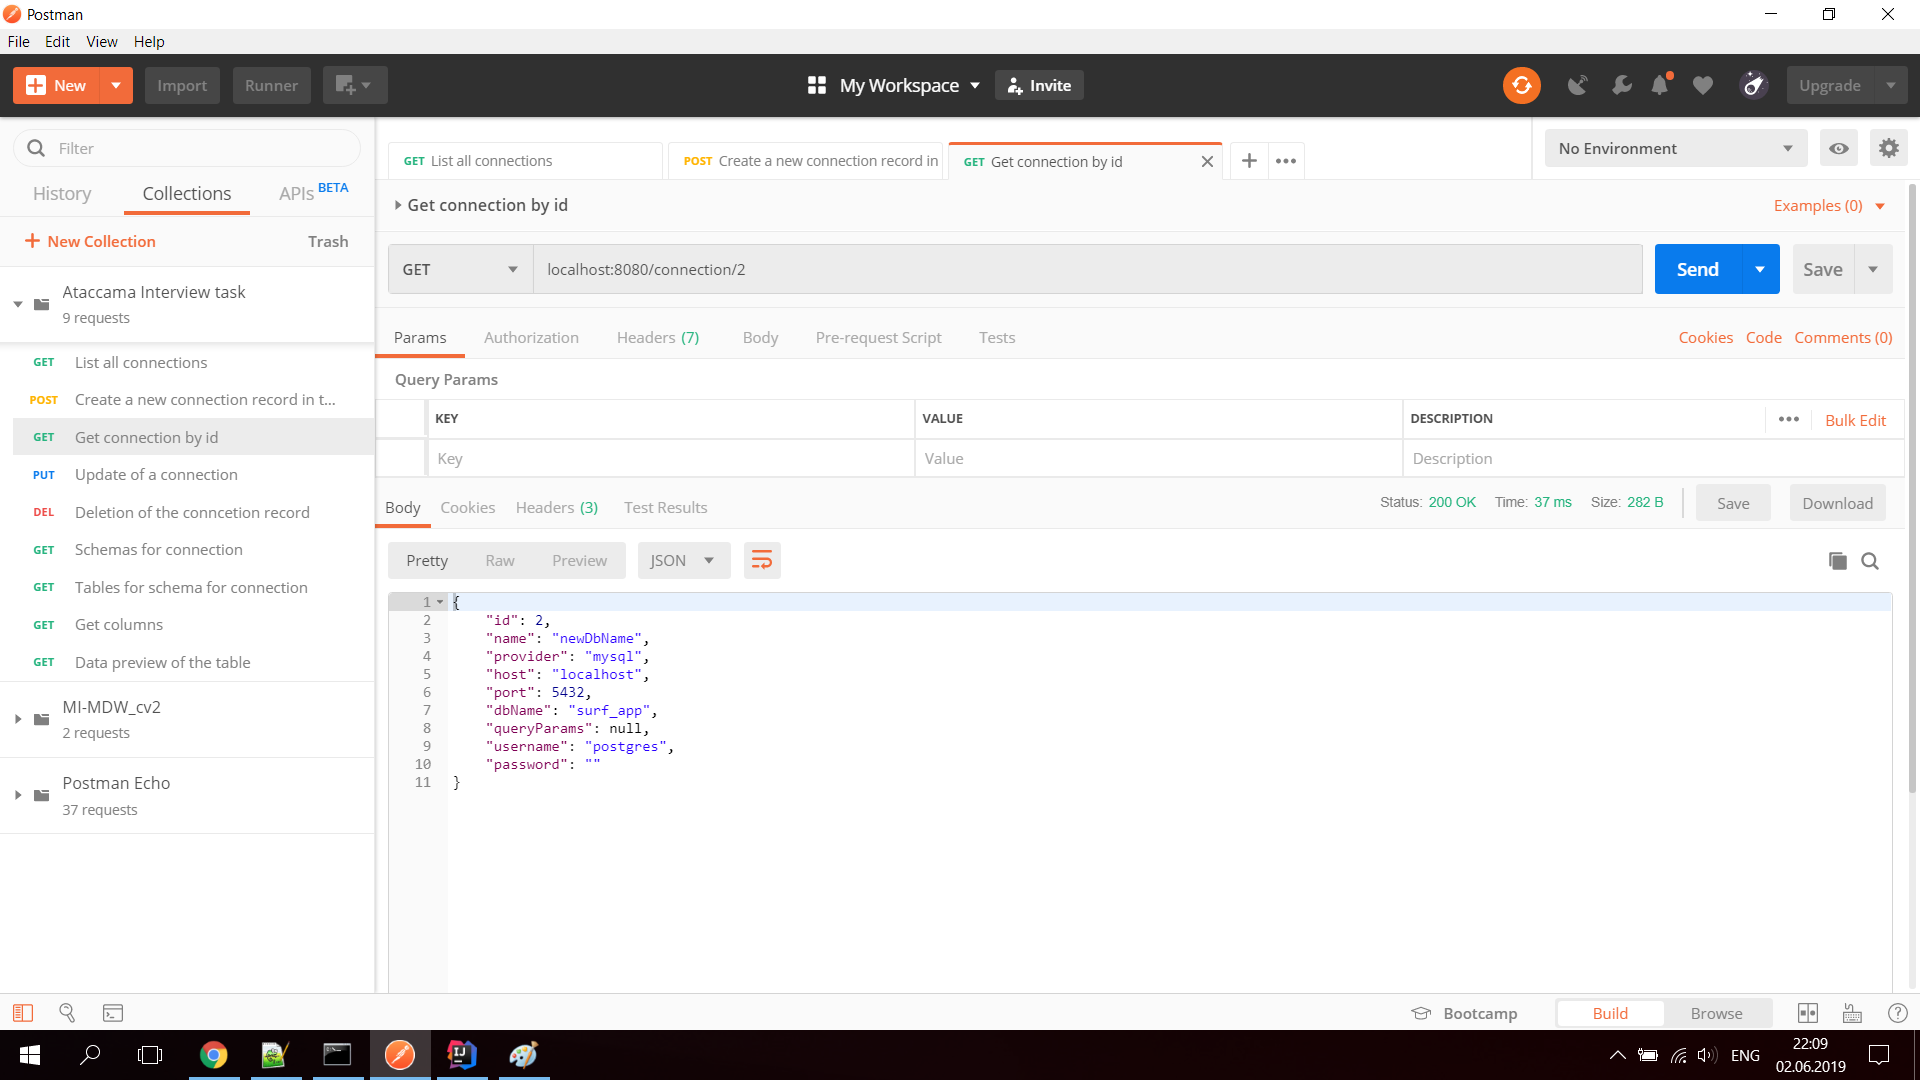 Postman
File Edit View Help
New Import Runner My Workspace Invite Upgrade
Filter
History Collections APIs BETA
New Collection Trash
Ataccama Interview task
9 requests
GET List all connections
POST Create a new connection record in t...
GET Get connection by id
PUT Update of a connection
DEL Deletion of the conncetion record
GET Schemas for connection
GET Tables for schema for connection
GET Get columns
GET Data preview of the table
MI-MDW_cv2
2 requests
Postman Echo
37 requests
GET List all connections POST Create a new connection record in GET Get connection by id
No Environment
Get connection by id Examples (0)
GET localhost:8080/connection/2 Send Save
Params Authorization Headers (7) Body Pre-request Script Tests Cookies Code Comments (0)
Query Params
KEY VALUE DESCRIPTION Bulk Edit
Key Value Description
Body Cookies Headers (3) Test Results Status: 200 OK Time: 37 ms Size: 282 B Save Download
Pretty Raw Preview JSON
1 {
2 "id": 2,
3 "name": "newDbName",
4 "provider": "mysql",
5 "host": "localhost",
6 "port": 5432,
7 "dbName": "surf_app",
8 "queryParams": null,
9 "username": "postgres",
10 "password": ""
11 }
Bootcamp Build Browse
ENG
22:09
02.06.2019